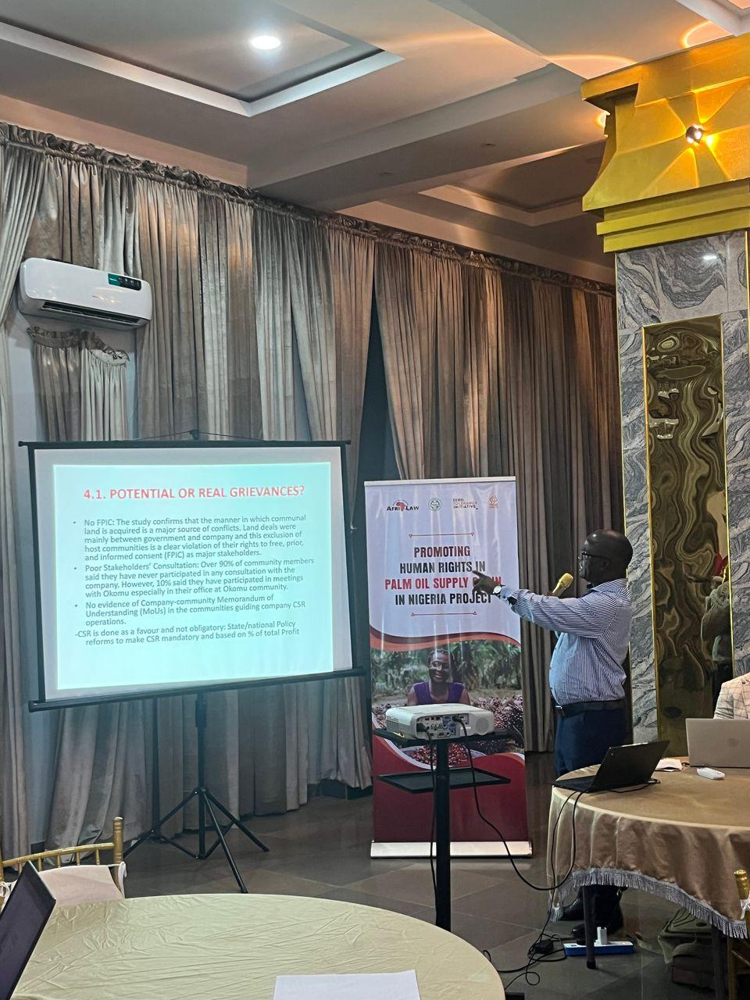 4.1. POTENTIAL OR REAL GRIEVANCES?
• No FPIC: The study confirms that the manner in which communal
land is acquired is a major source of conflicts. Land deals were
mainly between government and company and this exclusion of
host communities is a clear violation of their rights to free, prior,
and informed consent (FPIC) as major stakeholders.
• Poor Stakeholders' Consultation: Over 90% of community members
said they have never participated in any consultation with the
company. However, 10% said they have participated in meetings
with Okomu especially in their office at Okomu community.
• No evidence of Company-community Memorandum of
Understanding (MoUs) in the communities guiding company CSR
operations.
-CSR is done as a favour and not obligatory: State/national Policy
reforms to make CSR mandatory and based on % of total Profit
AFRILAW
ZERO
TOLERANCE
INITIATIVE
PROMOTING
HUMAN RIGHTS IN
PALM OIL SUPPLY
IN NIGERIA PROJECT